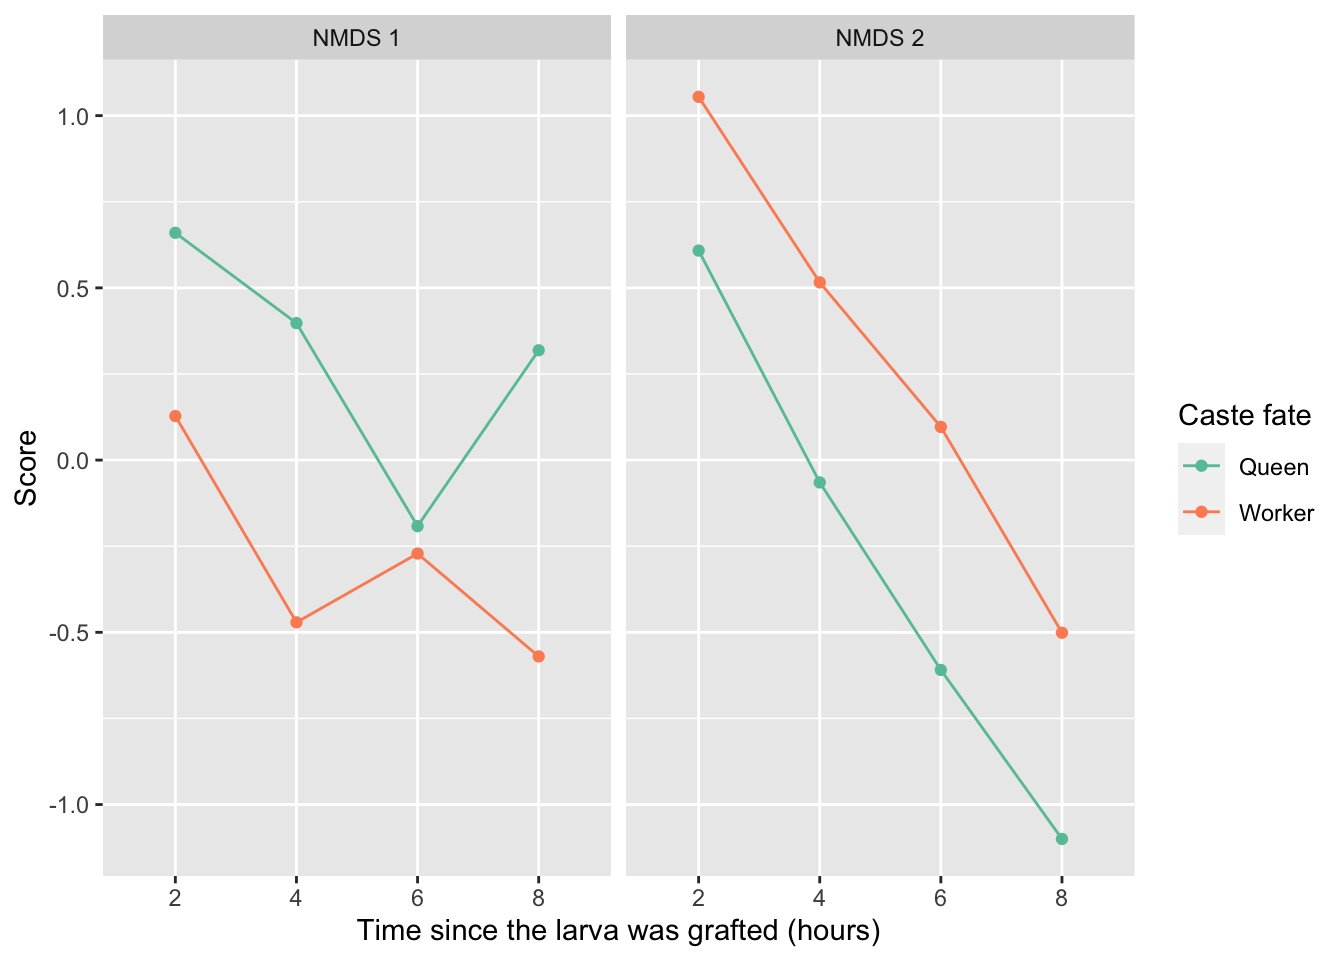 NMDS 1
NMDS 2
1.0
0.5
0.0
-0.5
-1.0
Score
2 4 6 8
2 4 6 8
Time since the larva was grafted (hours)
Caste fate
Queen
Worker